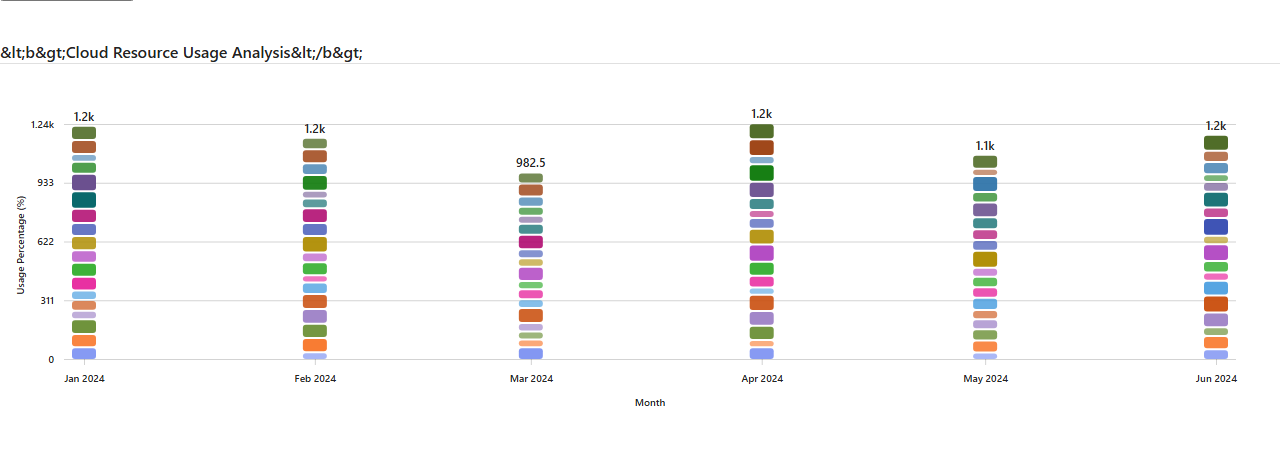 &lt;b&gt;Cloud Resource Usage Analysis&lt;/b&gt;
1.2k
1.2k
982.5
1.2k
1.1k
1.2k
Usage Percentage (%)
1.24k
933
622
311
0
Jan 2024
Feb 2024
Mar 2024
Apr 2024
May 2024
Jun 2024
Month